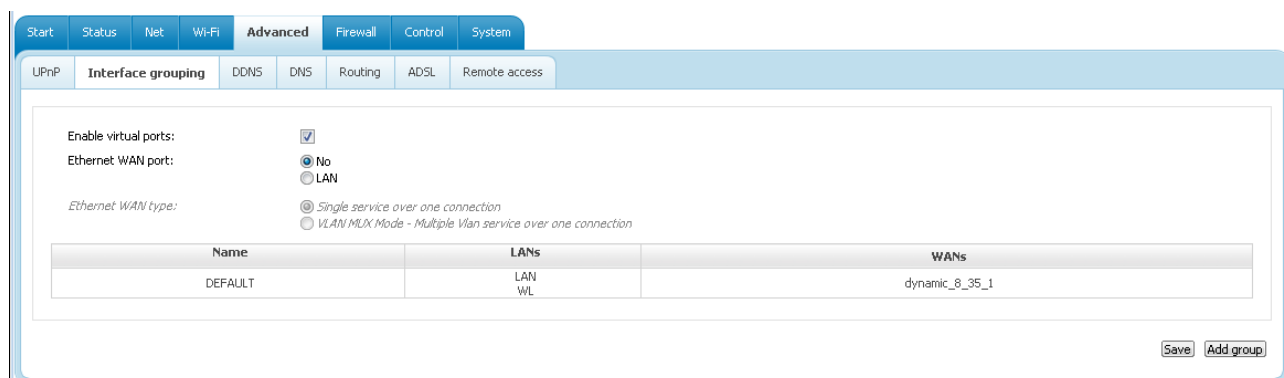 Start Status Net Wi-Fi Advanced Firewall Control System
UPnP Interface grouping DDNS DNS Routing ADSL Remote access
Enable virtual ports:
Ethernet WAN port: No
LAN
Ethernet WAN type: Single service over one connection
VLAN MUX Mode - Multiple Vlan service over one connection
Name LANs WANs
DEFAULT LAN WL dynamic_8_35_1
Save Add group